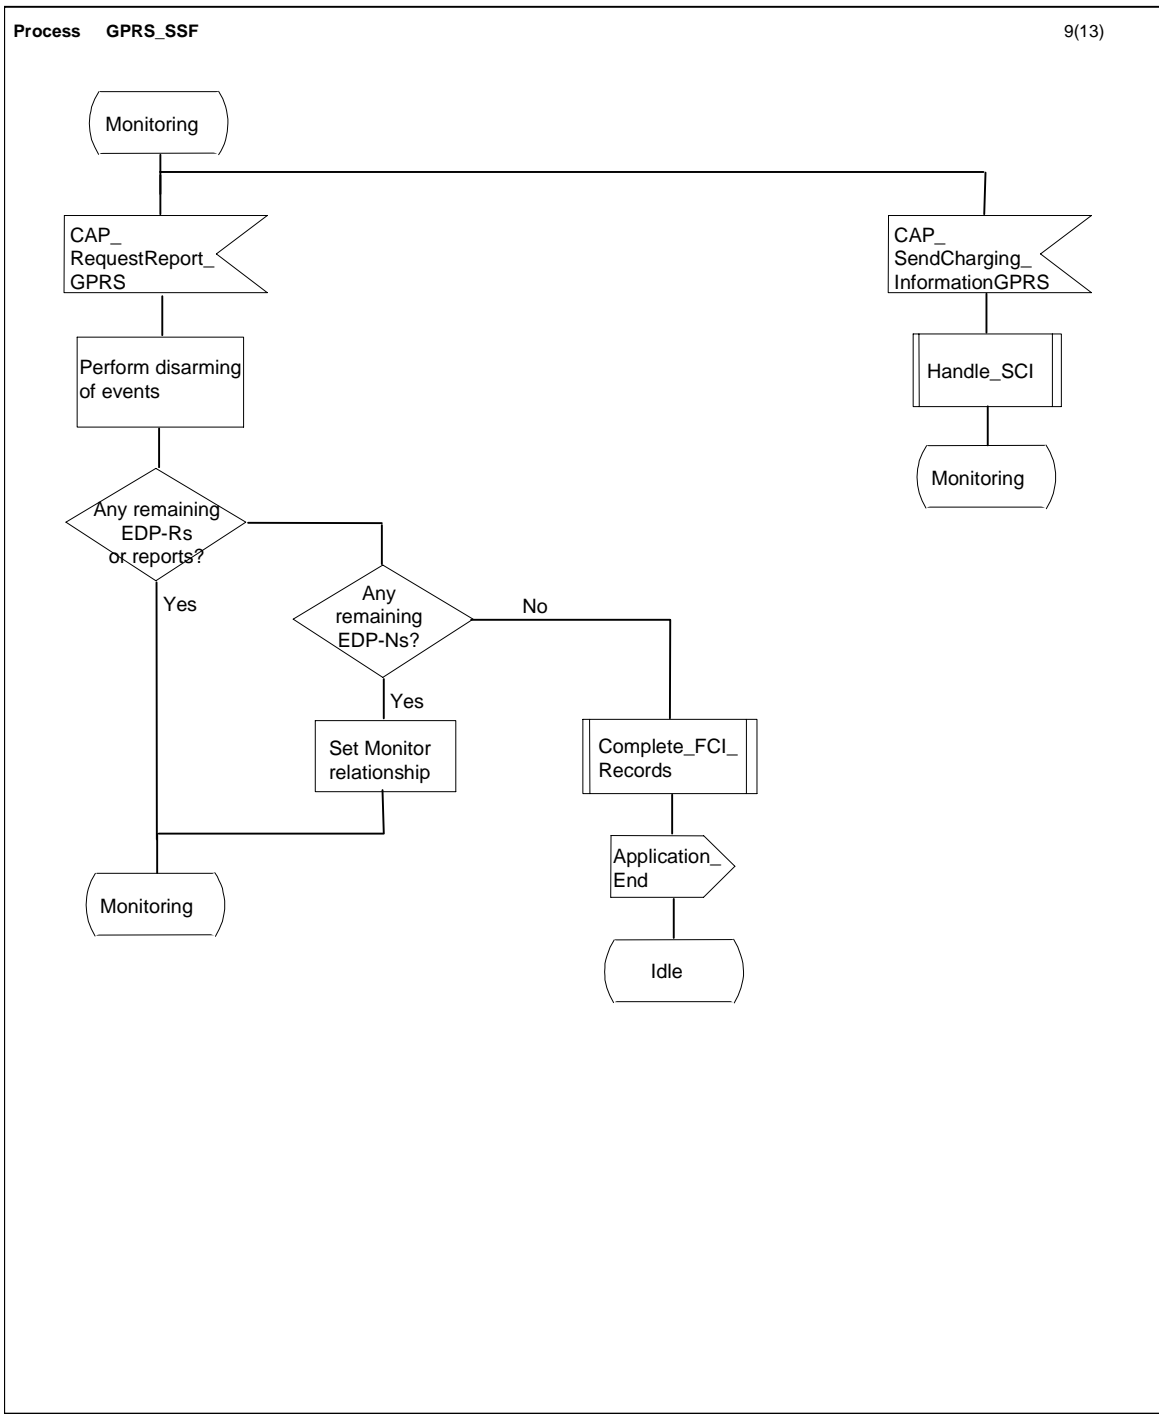 Process GPRS_SSF
9(13)
Monitoring
CAP_
RequestReport_
GPRS
CAP_
SendCharging_
InformationGPRS
Perform disarming
of events
Handle_SCI
Monitoring
Any remaining
EDP-Rs
or reports?
Yes
Any
remaining
EDP-Ns?
No
Yes
Set Monitor
relationship
Complete_FCI_
Records
Application_
End
Monitoring
Idle